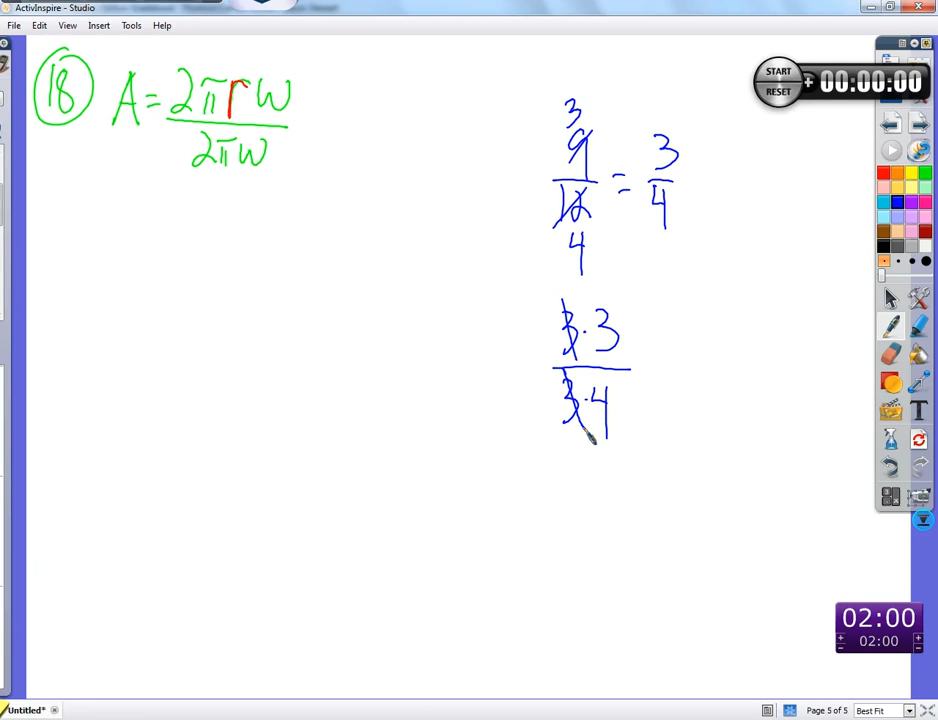 ActivInspire - Studio
File Edit View Insert Tools Help
START
RESET
+ 00:00:00
18 A = 2πrw
2πw
3
9
12
4
= 3
4
3 · 3
3 · 4
02:00
+ 02:00 +
Untitled*
Page 5 of 5
Best Fit